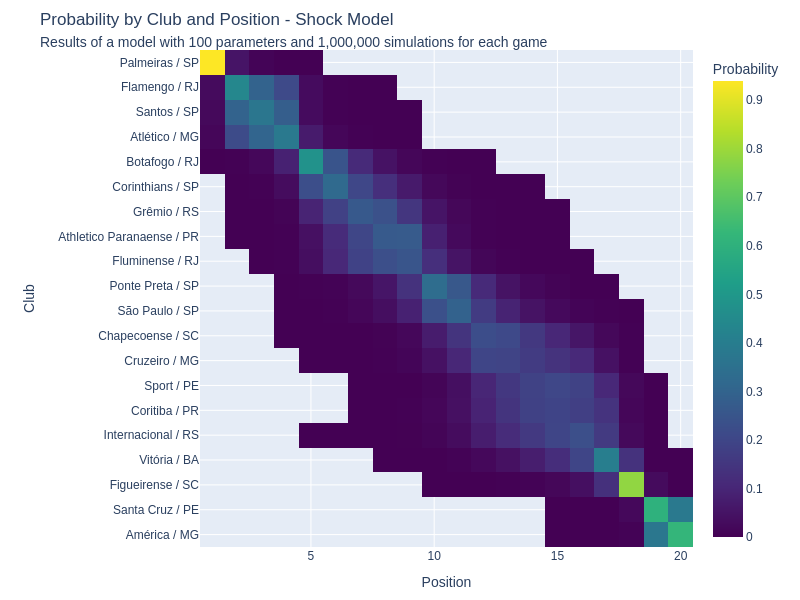 Probability by Club and Position - Shock Model
Results of a model with 100 parameters and 1,000,000 simulations for each game
Probability
Club
Palmeiras / SP
Flamengo / RJ
Santos / SP
Atlético / MG
Botafogo / RJ
Corinthians / SP
Grêmio / RS
Athletico Paranaense / PR
Fluminense / RJ
Ponte Preta / SP
São Paulo / SP
Chapecoense / SC
Cruzeiro / MG
Sport / PE
Coritiba / PR
Internacional / RS
Vitória / BA
Figueirense / SC
Santa Cruz / PE
América / MG
5
10
15
20
Position
0.9
0.8
0.7
0.6
0.5
0.4
0.3
0.2
0.1
0